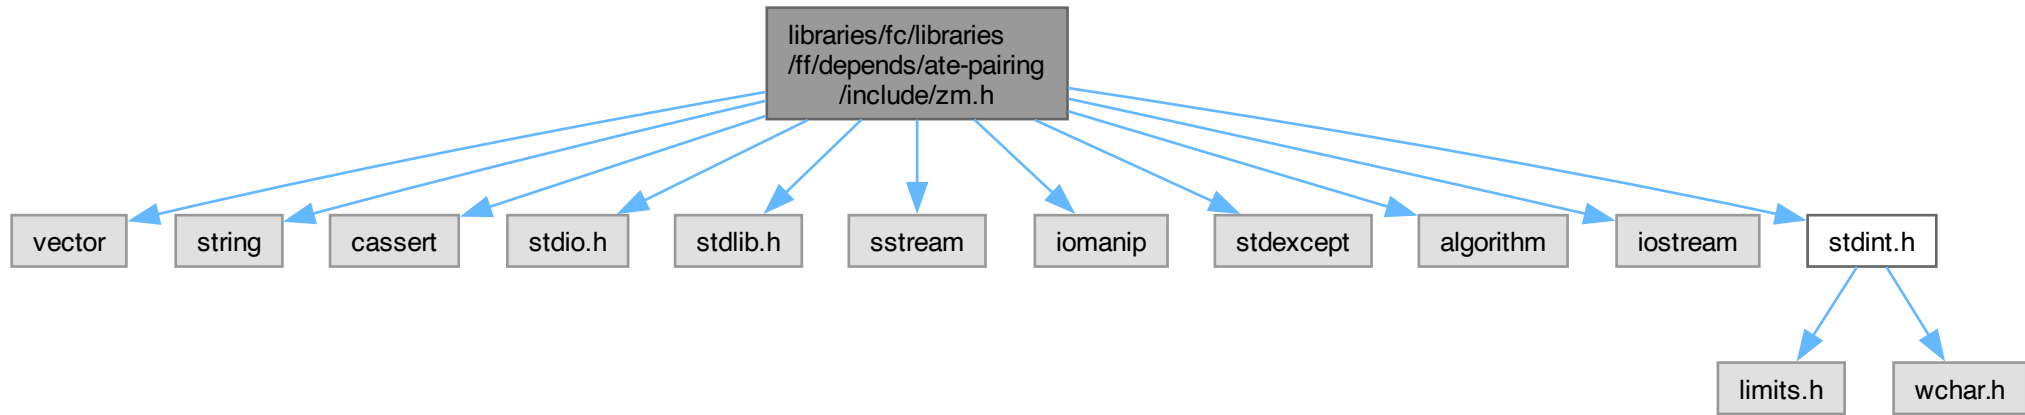 libraries/fc/libraries
/ff/depends/ate-pairing
/include/zm.h
vector
string
cassert
stdio.h
stdlib.h
sstream
iomanip
stdexcept
algorithm
iostream
stdint.h
limits.h
wchar.h